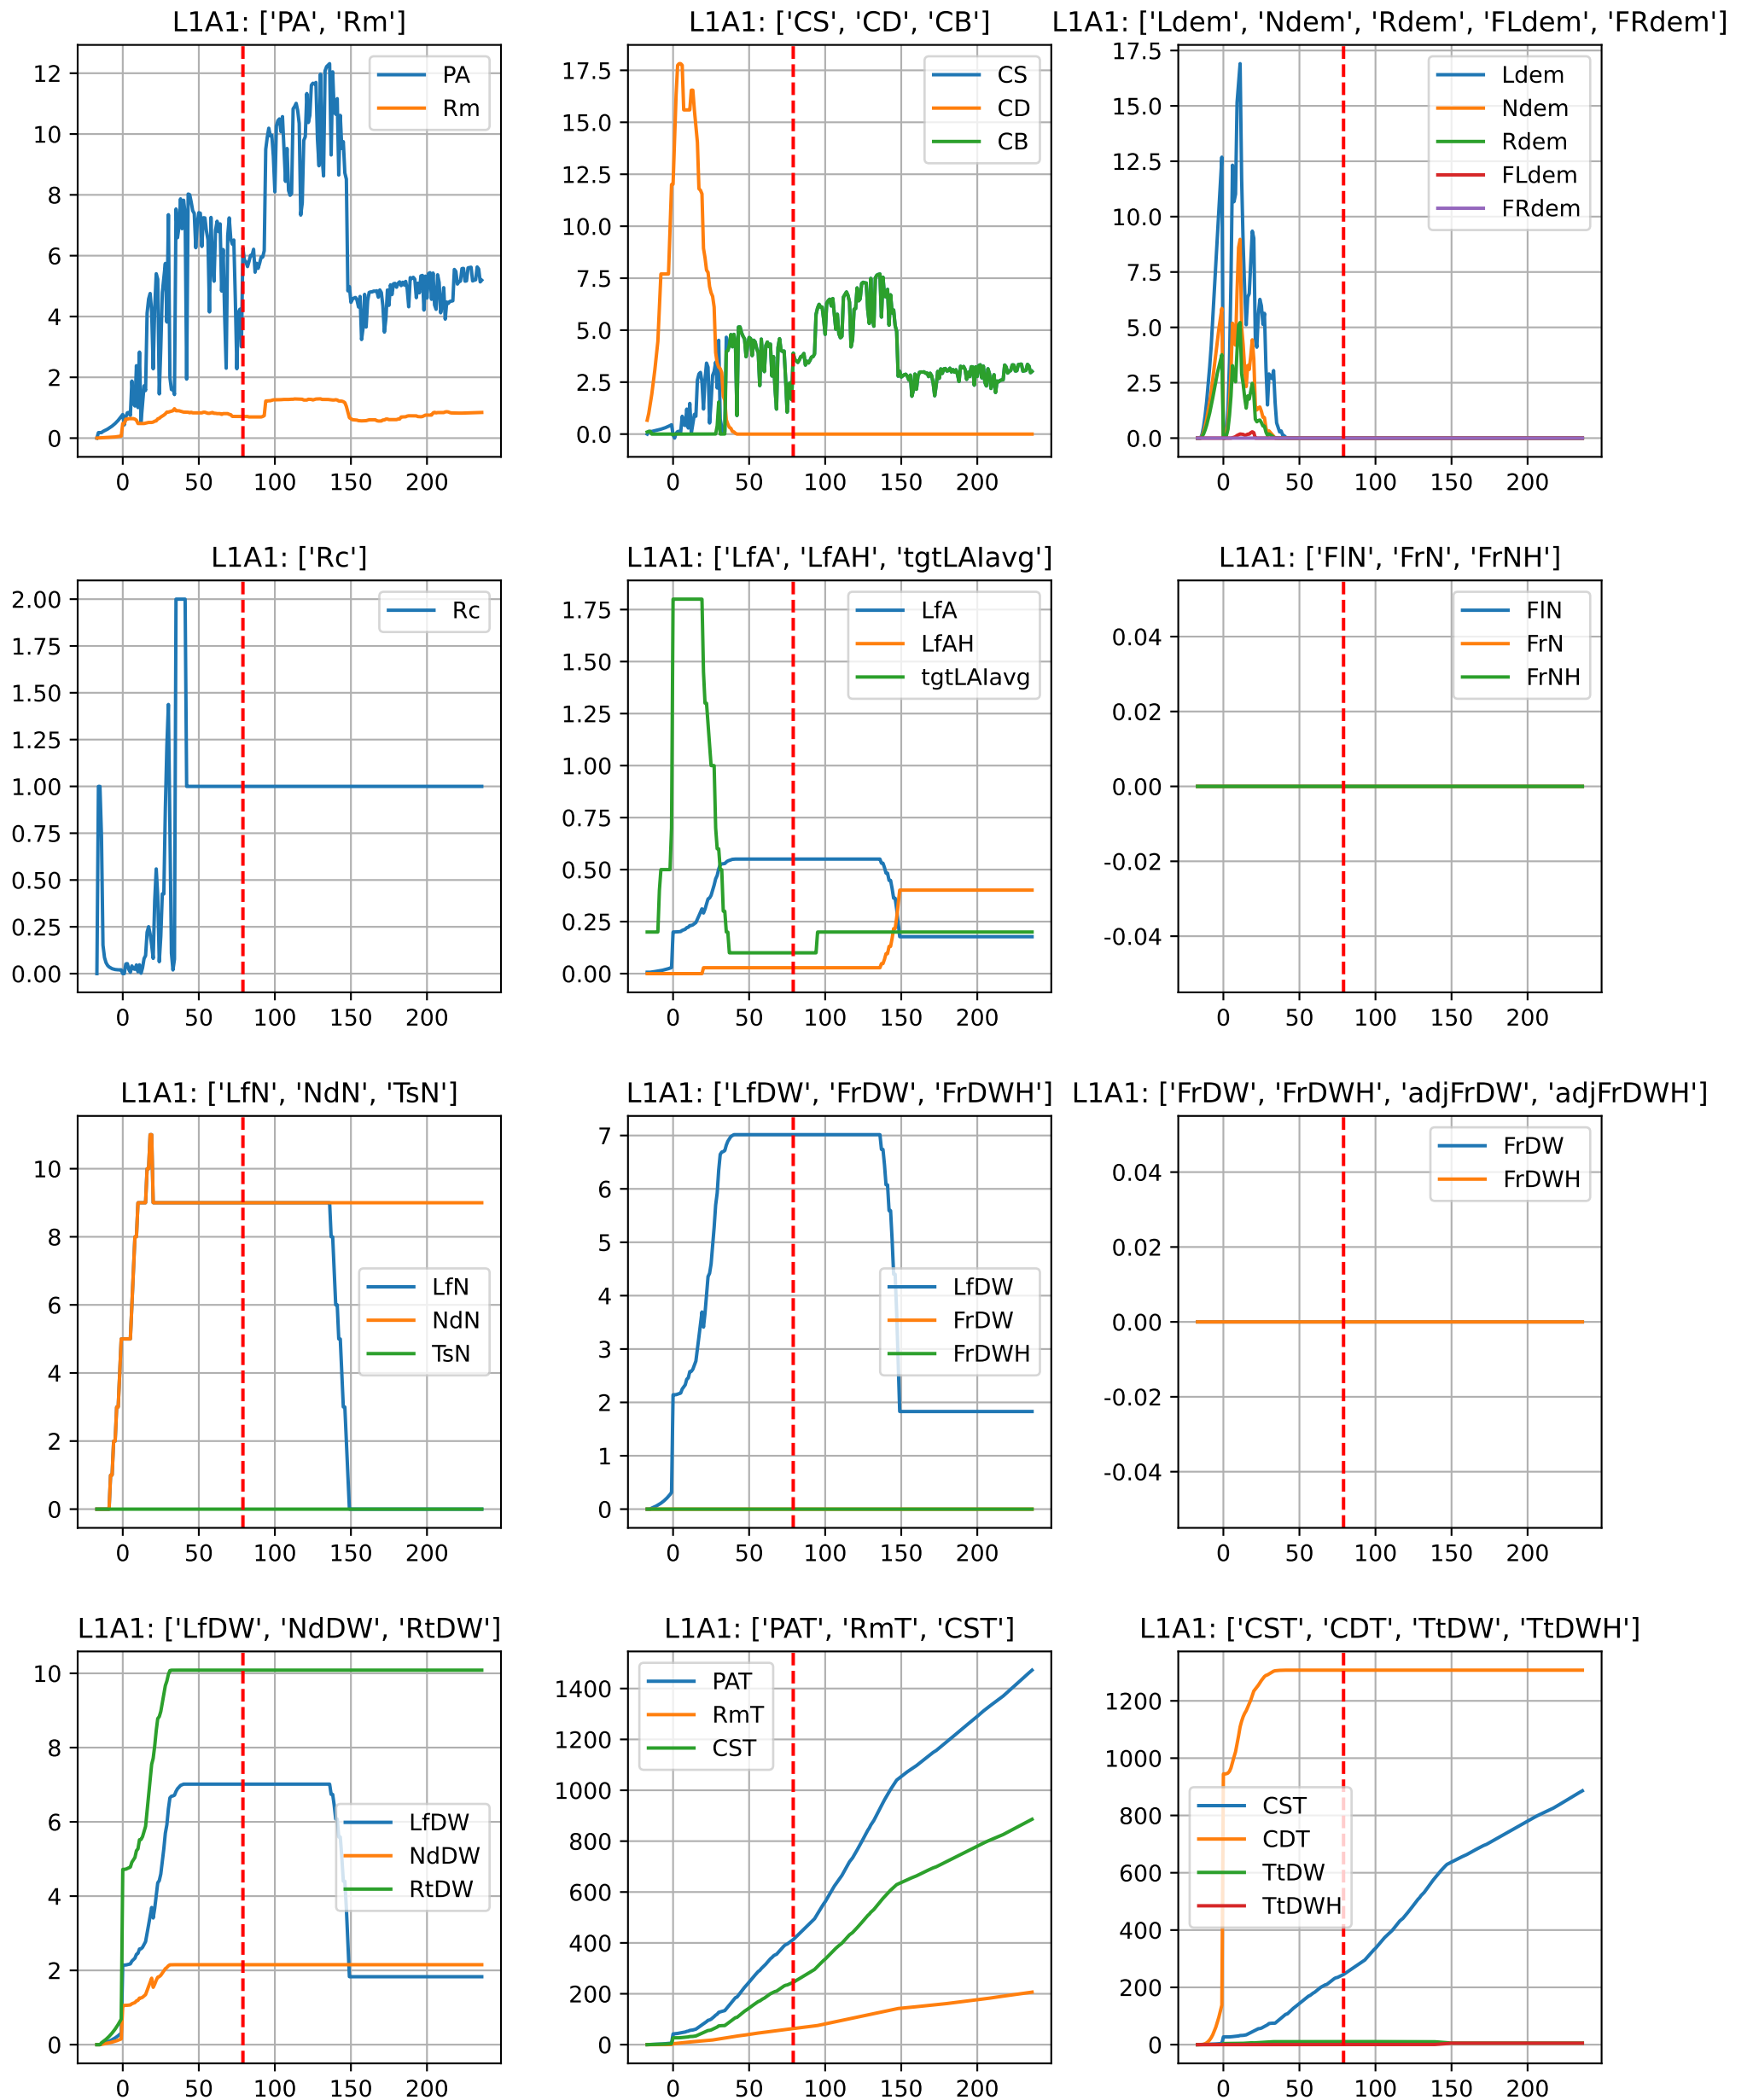 L1A1: ['PA', 'Rm']
12
10
8
6
4
2
0
0 50 100 150 200
PA
Rm
L1A1: ['CS', 'CD', 'CB']
17.5
15.0
12.5
10.0
7.5
5.0
2.5
0.0
0 50 100 150 200
CS
CD
CB
L1A1: ['Ldem', 'Ndem', 'Rdem', 'FLdem', 'FRdem']
17.5
15.0
12.5
10.0
7.5
5.0
2.5
0.0
0 50 100 150 200
Ldem
Ndem
Rdem
FLdem
FRdem
L1A1: ['Rc']
2.00
1.75
1.50
1.25
1.00
0.75
0.50
0.25
0.00
0 50 100 150 200
Rc
L1A1: ['LfA', 'LfAH', 'tgtLAIavg']
1.75
1.50
1.25
1.00
0.75
0.50
0.25
0.00
0 50 100 150 200
LfA
LfAH
tgtLAIavg
L1A1: ['FlN', 'FrN', 'FrNH']
0.04
0.02
0.00
-0.02
-0.04
0 50 100 150 200
FlN
FrN
FrNH
L1A1: ['LfN', 'NdN', 'TsN']
10
8
6
4
2
0
0 50 100 150 200
LfN
NdN
TsN
L1A1: ['LfDW', 'FrDW', 'FrDWH']
7
6
5
4
3
2
1
0
0 50 100 150 200
LfDW
FrDW
FrDWH
L1A1: ['FrDW', 'FrDWH', 'adjFrDW', 'adjFrDWH']
0.04
0.02
0.00
-0.02
-0.04
0 50 100 150 200
FrDW
FrDWH
L1A1: ['LfDW', 'NdDW', 'RtDW']
10
8
6
4
2
0
0 50 100 150 200
LfDW
NdDW
RtDW
L1A1: ['PAT', 'RmT', 'CST']
1400
1200
1000
800
600
400
200
0
0 50 100 150 200
PAT
RmT
CST
L1A1: ['CST', 'CDT', 'TtDW', 'TtDWH']
1200
1000
800
600
400
200
0
0 50 100 150 200
CST
CDT
TtDW
TtDWH